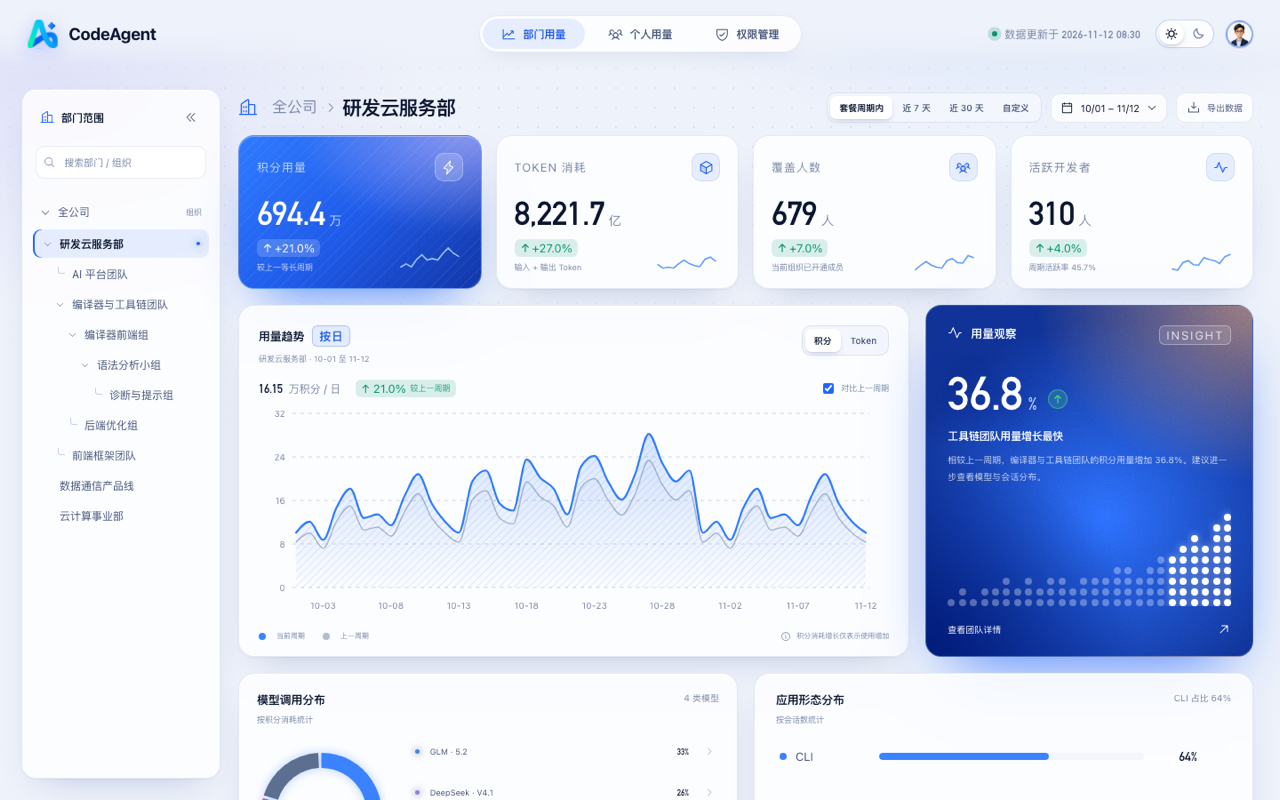 CodeAgent
部门用量
个人用量
权限管理
数据更新于 2026-11-12 08:30
部门范围
搜索部门 / 组织
全公司
组织
研发云服务部
AI 平台团队
编译器与工具链团队
编译器前端组
语法分析小组
诊断与提示组
后端优化组
前端框架团队
数据通信产品线
云计算事业部
全公司 > 研发云服务部
套餐周期内
近 7 天
近 30 天
自定义
10/01 – 11/12
导出数据
积分用量
694.4 万
↑ +21.0%
较上一等长周期
TOKEN 消耗
8,221.7 亿
↑ +27.0%
输入 + 输出 Token
覆盖人数
679 人
↑ +7.0%
当前组织已开通成员
活跃开发者
310 人
↑ +4.0%
周期活跃率 45.7%
用量趋势 按日
研发云服务部 · 10-01 至 11-12
积分
Token
16.15 万积分 / 日
↑ 21.0% 较上一周期
对比上一周期
32
24
16
8
0
10-03
10-08
10-13
10-18
10-23
10-28
11-02
11-07
11-12
当前周期
上一周期
积分消耗增长仅表示使用增加
用量观察
INSIGHT
36.8 % ↑
工具链团队用量增长最快
相较上一周期，编译器与工具链团队的积分用量增加 36.8%。建议进一
步查看模型与会话分布。
查看团队详情
模型调用分布
4 类模型
按积分消耗统计
GLM · 5.2
33%
DeepSeek · V4.1
26%
应用形态分布
CLI 占比 64%
按会话数统计
CLI
64%